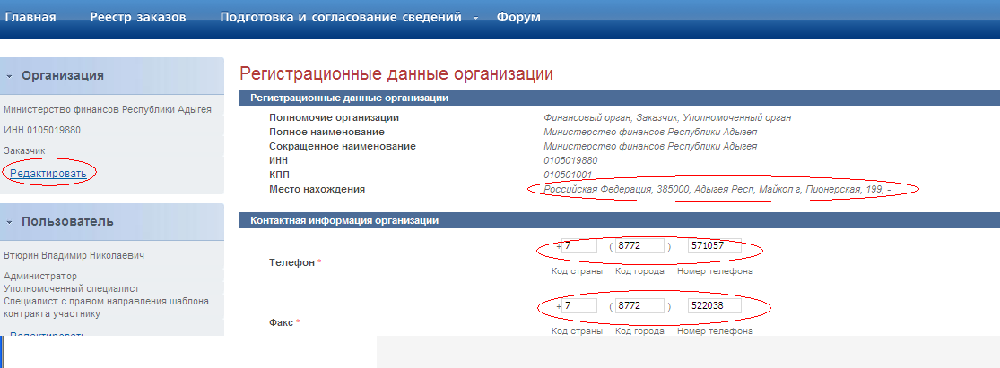 Главная Реестр заказов Подготовка и согласование сведений Форум
Организация
Министерство финансов Республики Адыгея
ИНН 0105019880
Заказчик
Редактировать
Пользователь
Втюрин Владимир Николаевич
Администратор
Уполномоченный специалист
Специалист с правом направления шаблона
контракта участнику
Редактировать
Регистрационные данные организации
Регистрационные данные организации
Полномочие организации Финансовый орган, Заказчик, Уполномоченный орган
Полное наименование Министерство финансов Республики Адыгея
Сокращенное наименование Министерство финансов Республики Адыгея
ИНН 0105019880
КПП 010501001
Место нахождения Российская Федерация, 385000, Адыгея Респ, Майкоп г, Пионерская, 199, -
Контактная информация организации
Телефон * +7 (8772) 571057
Код страны Код города Номер телефона
Факс * +7 (8772) 522038
Код страны Код города Номер телефона